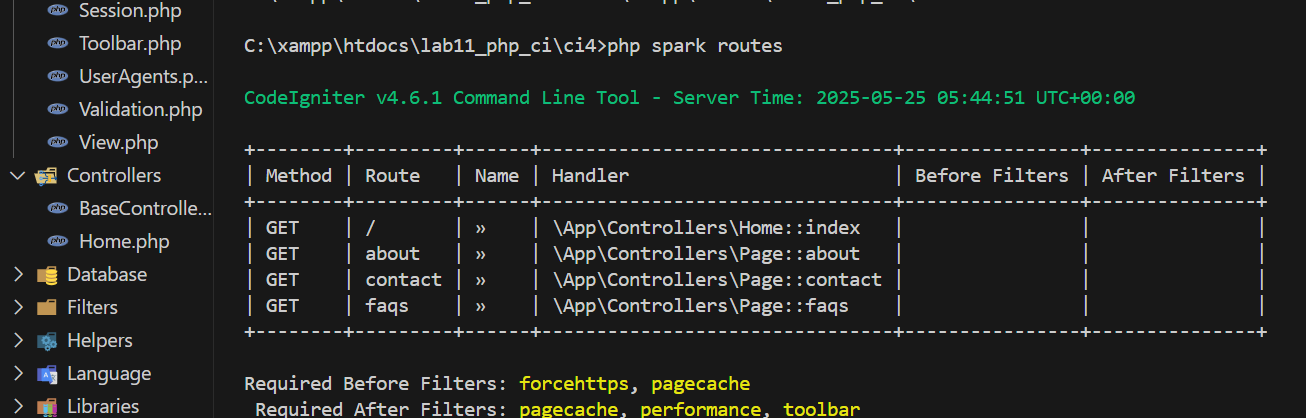 Session.php
Toolbar.php
UserAgents.p...
Validation.php
View.php
Controllers
BaseControlle...
Home.php
Database
Filters
Helpers
Language
Libraries
C:\xampp\htdocs\lab11_php_ci\ci4>php spark routes
CodeIgniter v4.6.1 Command Line Tool - Server Time: 2025-05-25 05:44:51 UTC+00:00
+--------+---------+------+--------------------------------+----------------+---------------+
| Method | Route | Name | Handler | Before Filters | After Filters |
+--------+---------+------+--------------------------------+----------------+---------------+
| GET | / | » | \App\Controllers\Home::index | | |
| GET | about | » | \App\Controllers\Page::about | | |
| GET | contact | » | \App\Controllers\Page::contact | | |
| GET | faqs | » | \App\Controllers\Page::faqs | | |
+--------+---------+------+--------------------------------+----------------+---------------+
Required Before Filters: forcehttps, pagecache
Required After Filters: pagecache, performance, toolbar